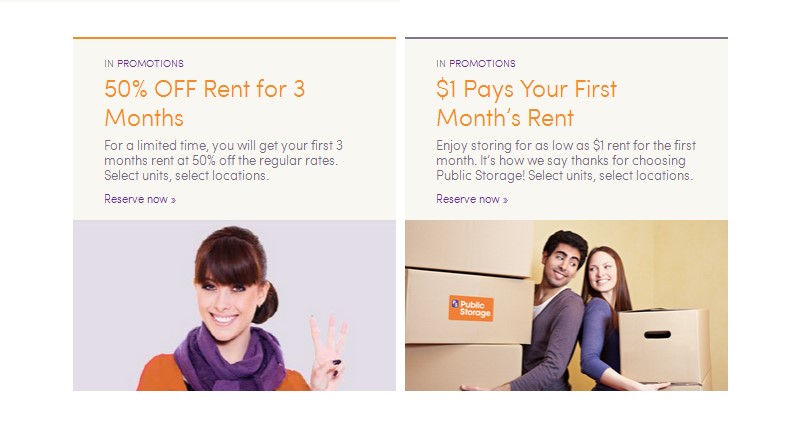 IN PROMOTIONS
50% OFF Rent for 3
Months
For a limited time, you will get your first 3
months rent at 50% off the regular rates.
Select units, select locations.
Reserve now »
IN PROMOTIONS
$1 Pays Your First
Month’s Rent
Enjoy storing for as low as $1 rent for the first
month. It’s how we say thanks for choosing
Public Storage! Select units, select locations.
Reserve now »
Public
Storage